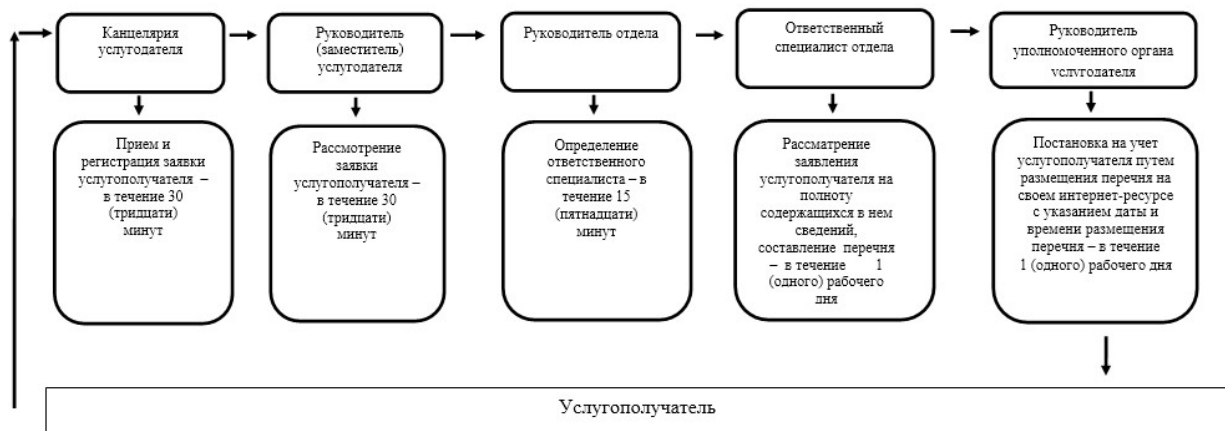 Канцелярия
услугодателя
Руководитель
(заместитель)
услугодателя
Руководитель отдела
Ответственный
специалист отдела
Руководитель
уполномоченного органа
услугодателя
Прием и
регистрация заявки
услугополучателя –
в течение 30
(тридцати)
минут
Рассмотрение
заявки
услугополучателя –
в течение 30
(тридцати)
минут
Определение
ответственного
специалиста – в
течение 15
(пятнадцати)
минут
Рассматрение
заявления
услугополучателя на
полноту
содержащихся в нем
сведений,
составление перечня
– в течение 1
(одного) рабочего
дня
Постановка на учет
услугополучателя путем
размещения перечня на
своем интернет-ресурсе
с указанием даты и
времени размещения
перечня – в течение
1 (одного) рабочего дня
Услугополучатель